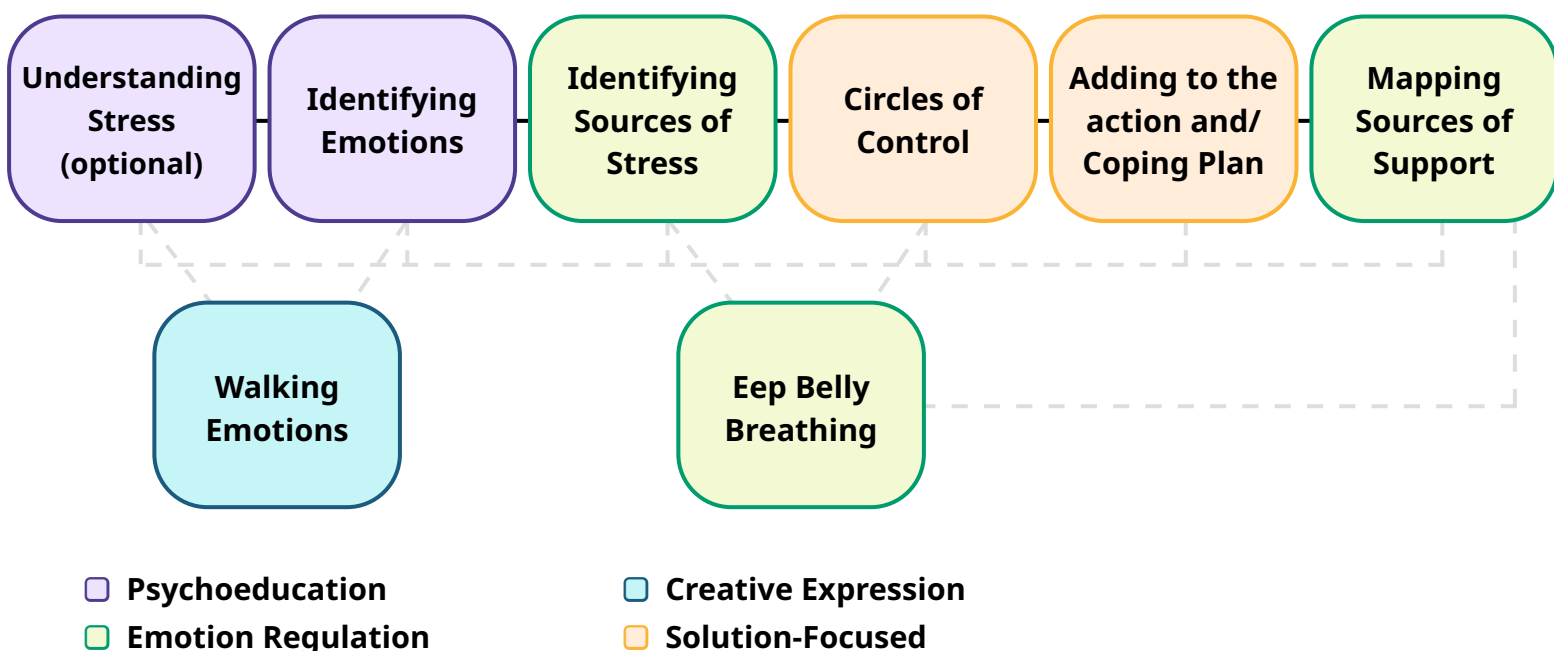 Understanding
Stress
(optional)
Identifying
Emotions
Identifying
Sources of
Stress
Circles of
Control
Adding to the
action and/
Coping Plan
Mapping
Sources of
Support
Walking
Emotions
Eep Belly
Breathing
Psychoeducation
Creative Expression
Emotion Regulation
Solution-Focused